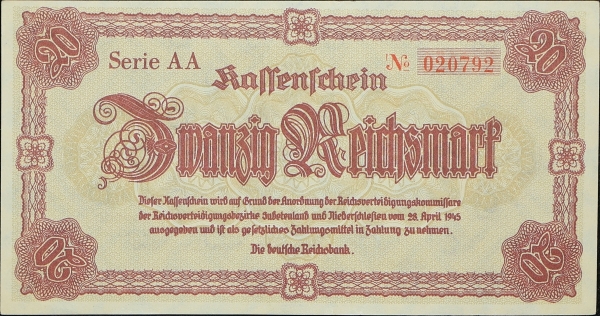 20
20
Serie AA
№ 020792
Kassenschein
Zwanzig Reichsmark
Dieser Kassenschein wird auf Grund der Anordnung der Reichsverteidigungskommissare
der Reichsverteidigungsbezirke Sudetenland und Niederschlesien vom 28. April 1945
ausgegeben und ist als gesetzliches Zahlungsmittel in Zahlung zu nehmen.
Die deutsche Reichsbank.
20
20